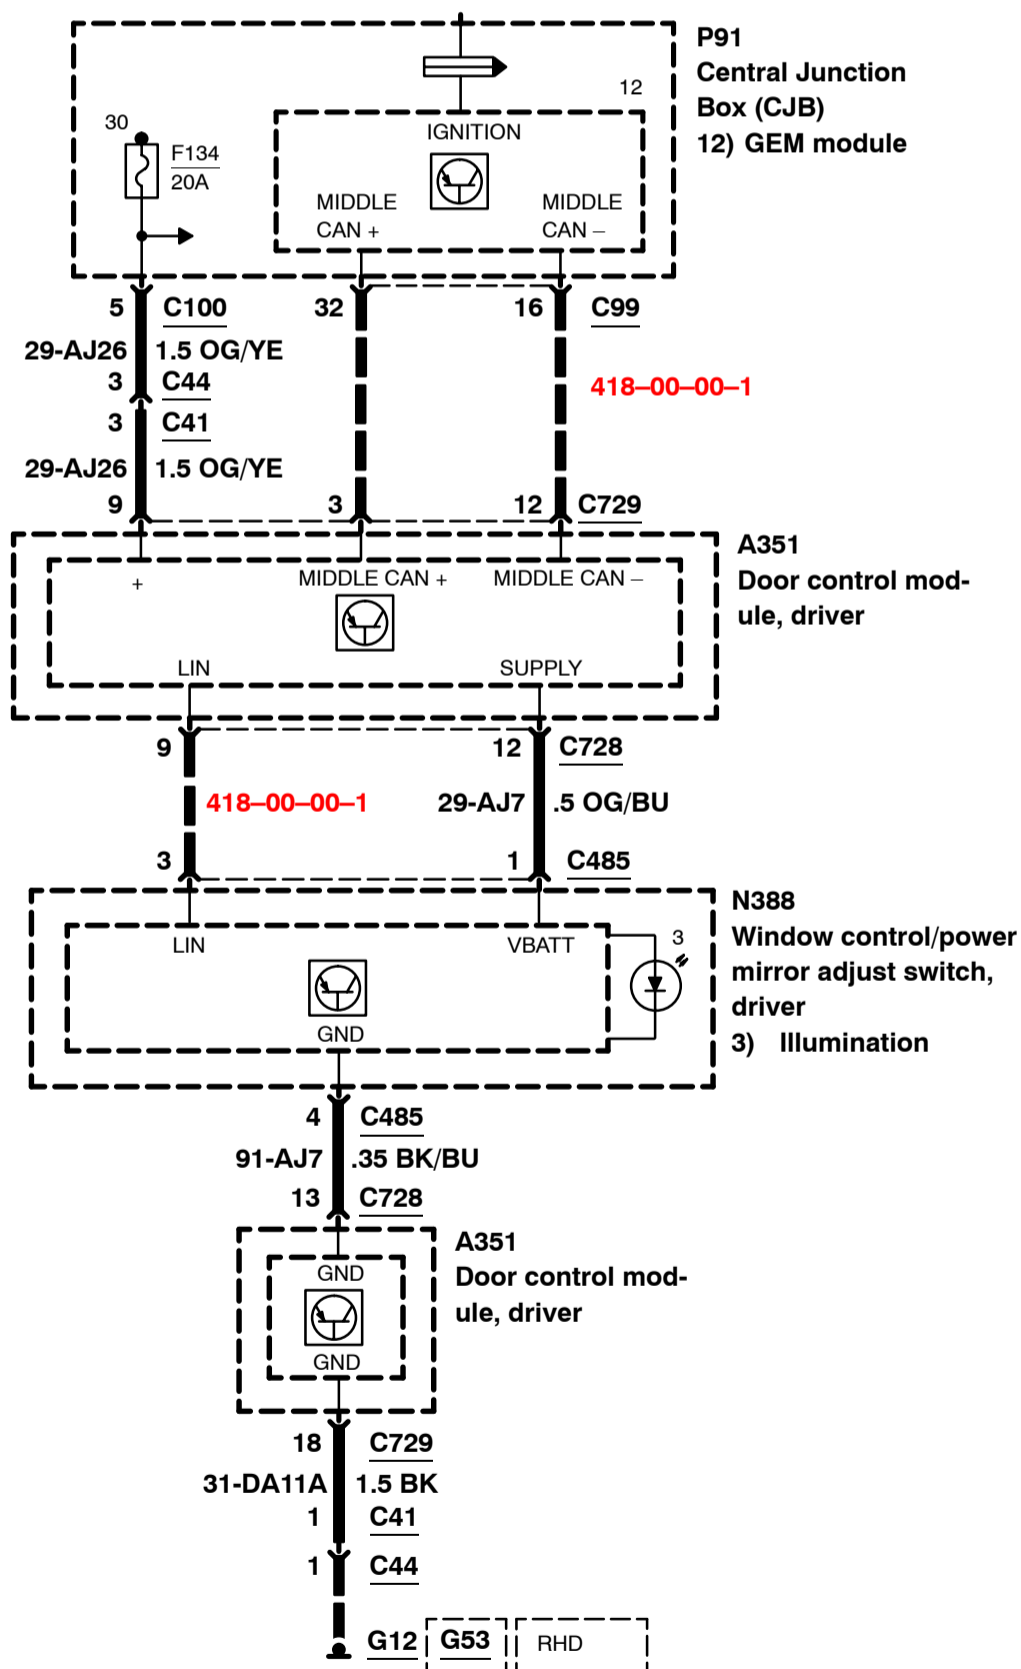 P91
Central Junction
Box (CJB)
12) GEM module
12
30
F134
20A
IGNITION
MIDDLE
CAN +
MIDDLE
CAN –
5 C100
32
16 C99
29-AJ26 1.5 OG/YE
3 C44
418–00–00–1
3 C41
29-AJ26 1.5 OG/YE
9
3
12 C729
A351
Door control mod-
ule, driver
+
MIDDLE CAN +
MIDDLE CAN –
LIN
SUPPLY
9
12 C728
418–00–00–1
29-AJ7 .5 OG/BU
3
1 C485
N388
Window control/power
mirror adjust switch,
driver
3) Illumination
LIN
VBATT
3
GND
4 C485
91-AJ7 .35 BK/BU
13 C728
A351
Door control mod-
ule, driver
GND
GND
18 C729
31-DA11A 1.5 BK
1 C41
1 C44
G12 G53 RHD